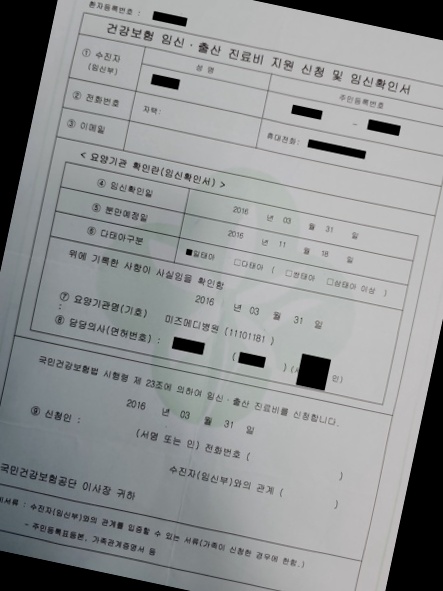 환자등록번호 :
건강보험 임신 · 출산 진료비 지원 신청 및 임신확인서
① 수진자 (임신부) 성 명 주민등록번호
-
② 전화번호 자택: 휴대전화:
③ 이메일
< 요양기관 확인란(임신확인서) >
④ 임신확인일 2016 년 03 월 31 일
⑤ 분만예정일 2016 년 11 월 18 일
⑥ 다태아구분 ■일태아 □다태아 ( □쌍태아 □삼태아 이상 )
위에 기록한 사항이 사실임을 확인함
2016 년 03 월 31 일
⑦ 요양기관명(기호) : 미즈메디병원 (11101181 )
⑧ 담당의사(면허번호) : ( ) 인)
국민건강보험법 시행령 제 23조에 의하여 임신 · 출산 진료비를 신청합니다.
2016 년 03 월 31 일
⑨ 신청인 : (서명 또는 인) 전화번호 ( )
수진자(임신부)와의 관계 ( )
국민건강보험공단 이사장 귀하
서류 : 수진자(임신부)와의 관계를 입증할 수 있는 서류(가족이 신청한 경우에 한함.)
- 주민등록표등본, 가족관계증명서 등